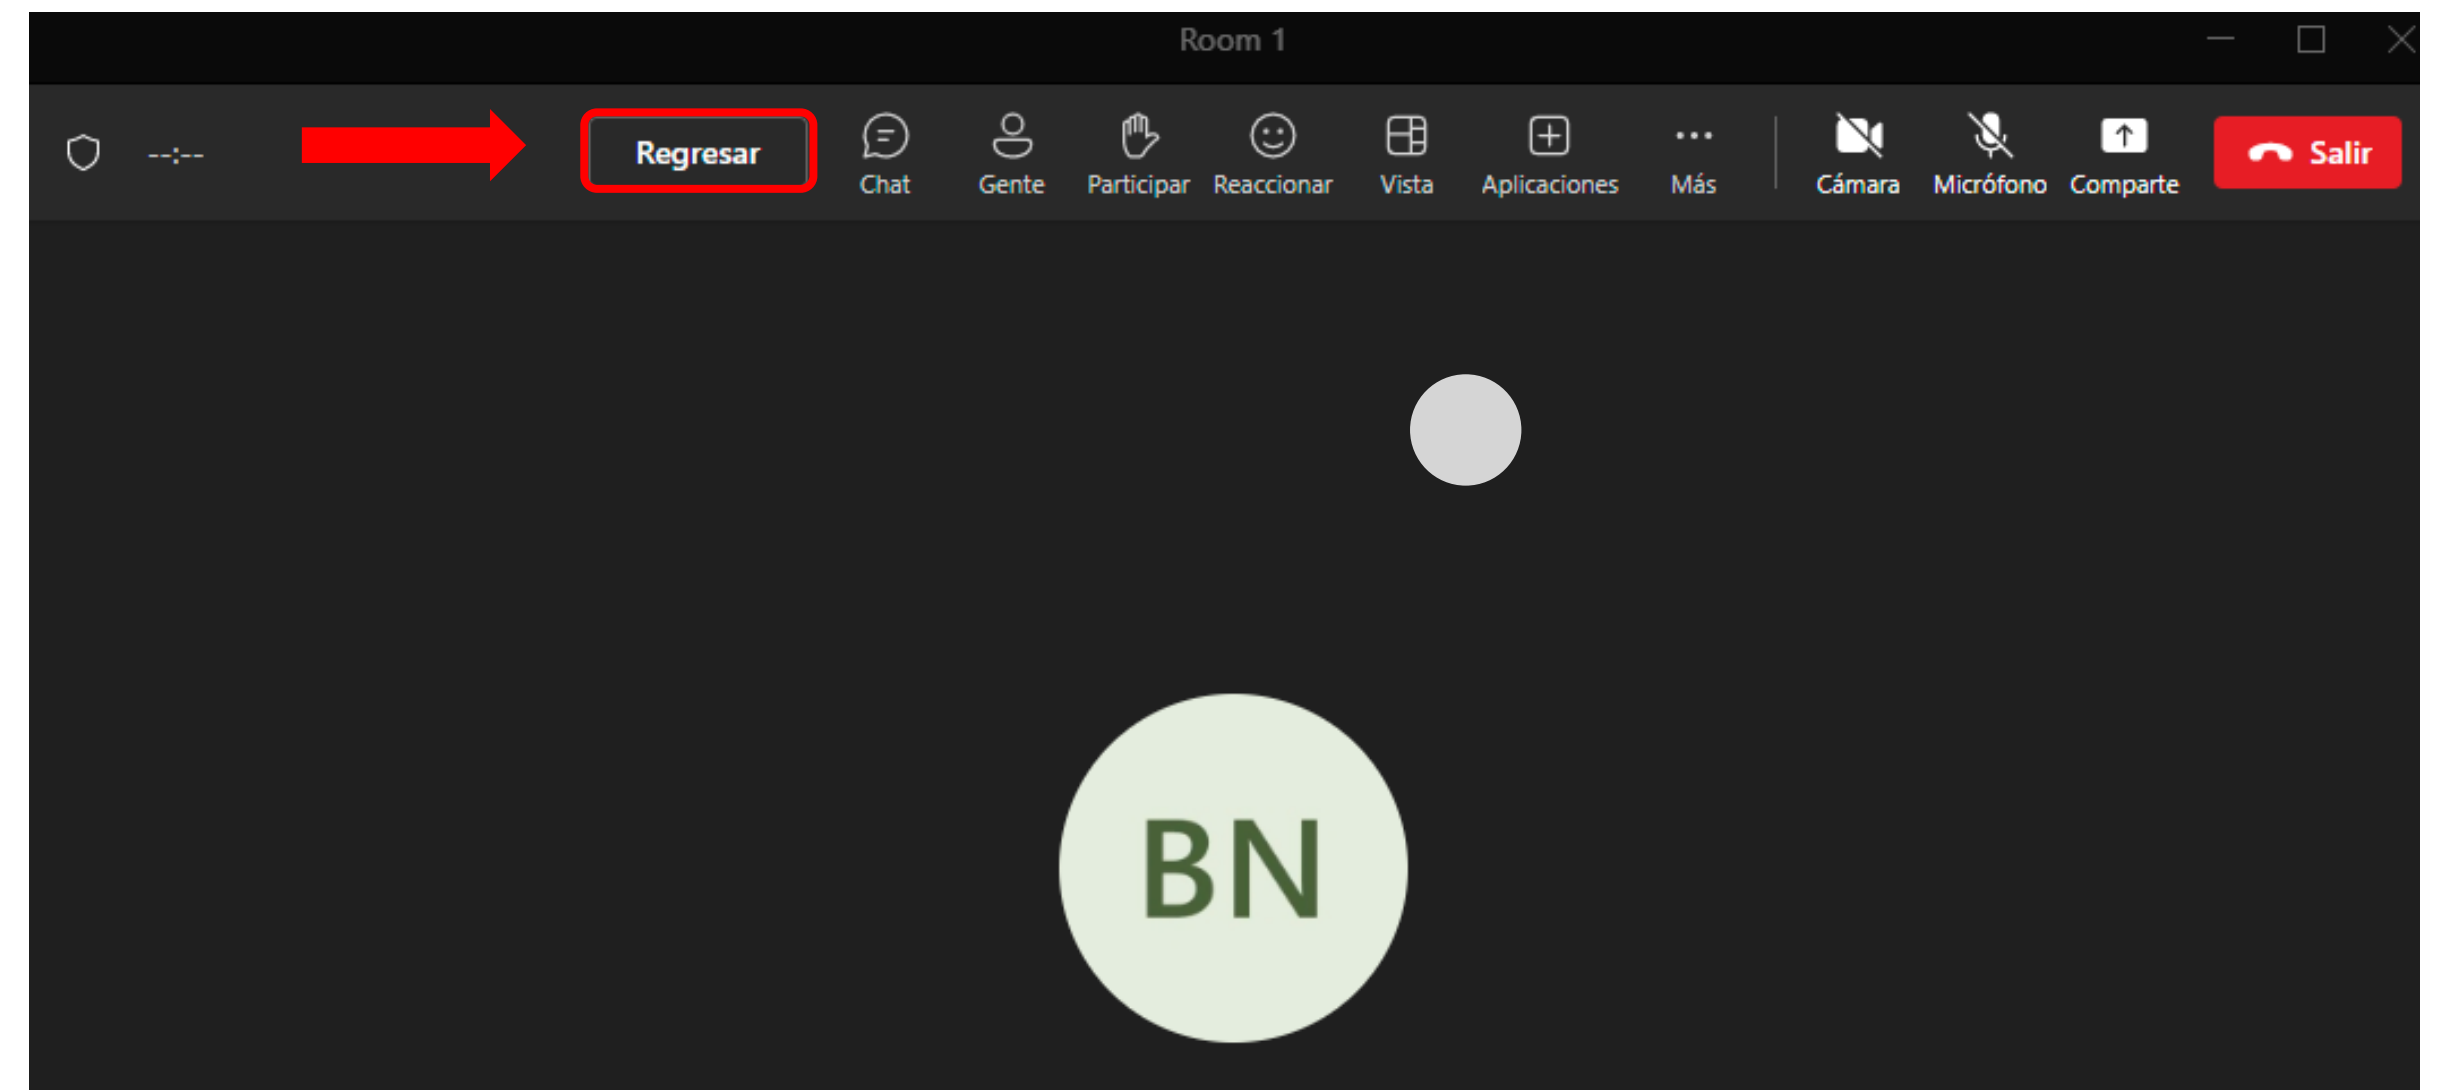 Room 1
--:--
Regresar
Chat
Gente
Participar
Reaccionar
Vista
Aplicaciones
Más
Cámara
Micrófono
Comparte
Salir
BN